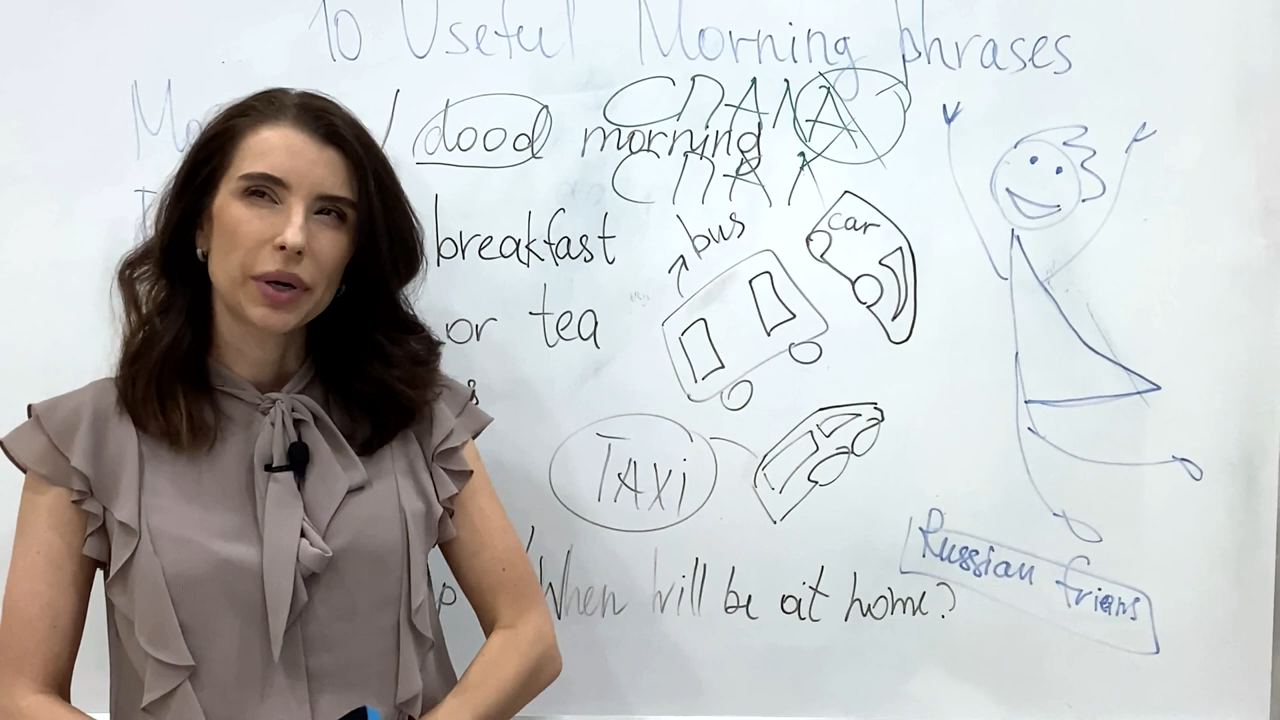 10 Useful Morning phrases
/ dood morning
СПАЛА
СПАЛ
breakfast
bus
car
or tea
TAXi
/When will be at home?
Russian friens